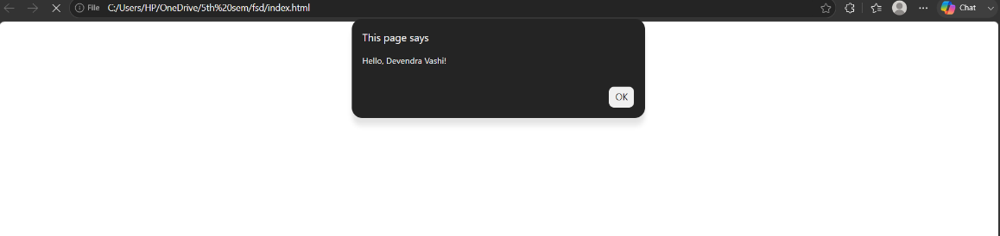 File C:/Users/HP/OneDrive/5th%20sem/fsd/index.html Chat
This page says
Hello, Devendra Vashi!
OK